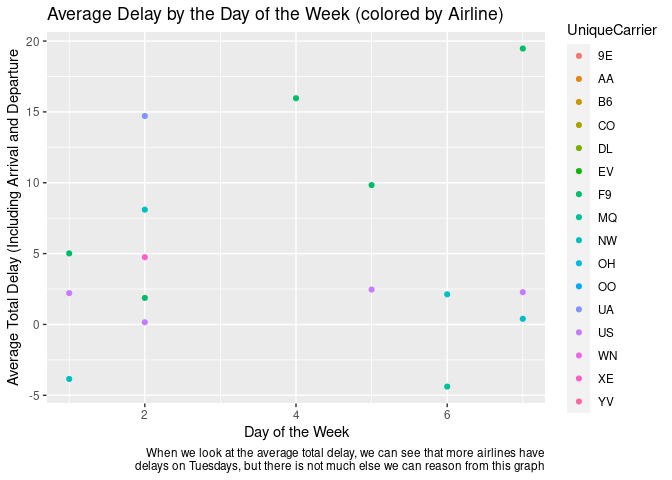 Average Delay by the Day of the Week (colored by Airline)
Average Total Delay (Including Arrival and Departure
20
15
10
5
0
-5
2
4
6
Day of the Week
UniqueCarrier
9E
AA
B6
CO
DL
EV
F9
MQ
NW
OH
OO
UA
US
WN
XE
YV
When we look at the average total delay, we can see that more airlines have
delays on Tuesdays, but there is not much else we can reason from this graph